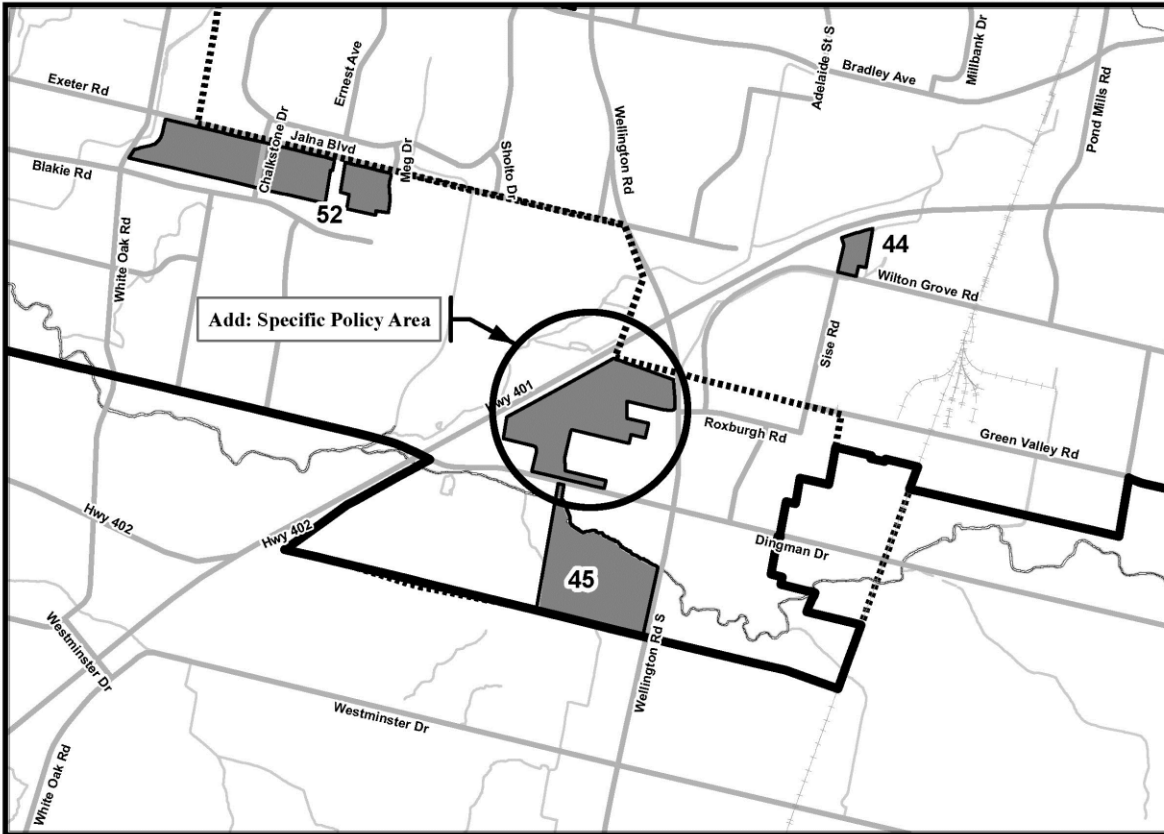 Millbank Dr
Adelaide St S
Bradley Ave
Ernest Ave
Exeter Rd
Pond Mills Rd
Wellington Rd
Chalkstone Dr
Jalna Blvd
Meg Dr
Sholto Dr
Blakie Rd
52
44
White Oak Rd
Wilton Grove Rd
Add: Specific Policy Area
Sise Rd
Hwy 401
Roxburgh Rd
Green Valley Rd
Hwy 402
Hwy 402
Dingman Dr
45
Westminster Dr
Wellington Rd S
Westminster Dr
White Oak Rd